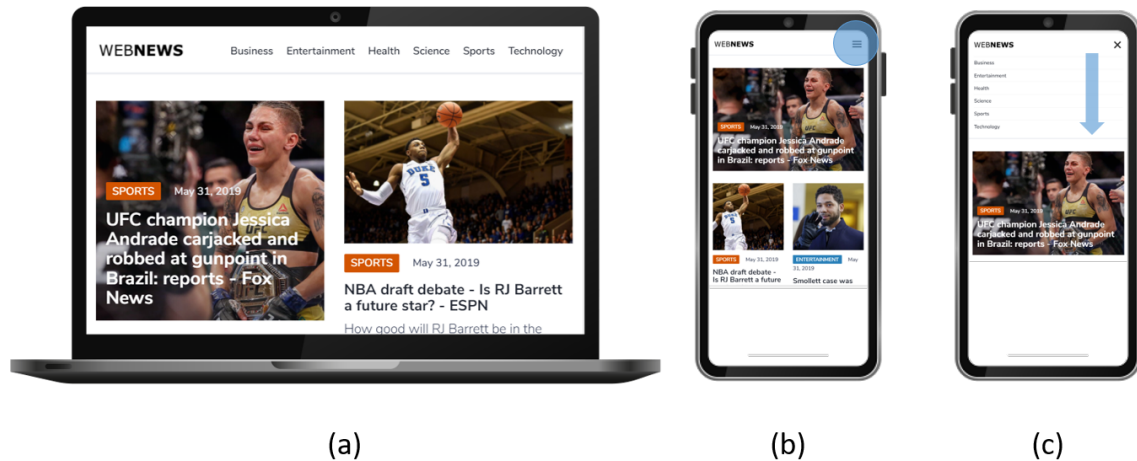 WEBNEWS
Business Entertainment Health Science Sports Technology
SPORTS May 31, 2019
UFC champion Jessica
Andrade carjacked and
robbed at gunpoint in
Brazil: reports - Fox
News
DUKE
5
SPORTS May 31, 2019
NBA draft debate - Is RJ Barrett
a future star? - ESPN
How good will RJ Barrett be in the
(a)
WEBNEWS
SPORTS May 31, 2019
UFC champion Jessica Andrade
carjacked and robbed at gunpoint
in Brazil: reports - Fox News
SPORTS May 31, 2019
NBA draft debate -
Is RJ Barrett a future
ENTERTAINMENT May
31, 2019
Smollett case was
(b)
WEBNEWS
Business
Entertainment
Health
Science
Sports
Technology
SPORTS May 31, 2019
UFC champion Jessica Andrade
carjacked and robbed at gunpoint
in Brazil: reports - Fox News
(c)